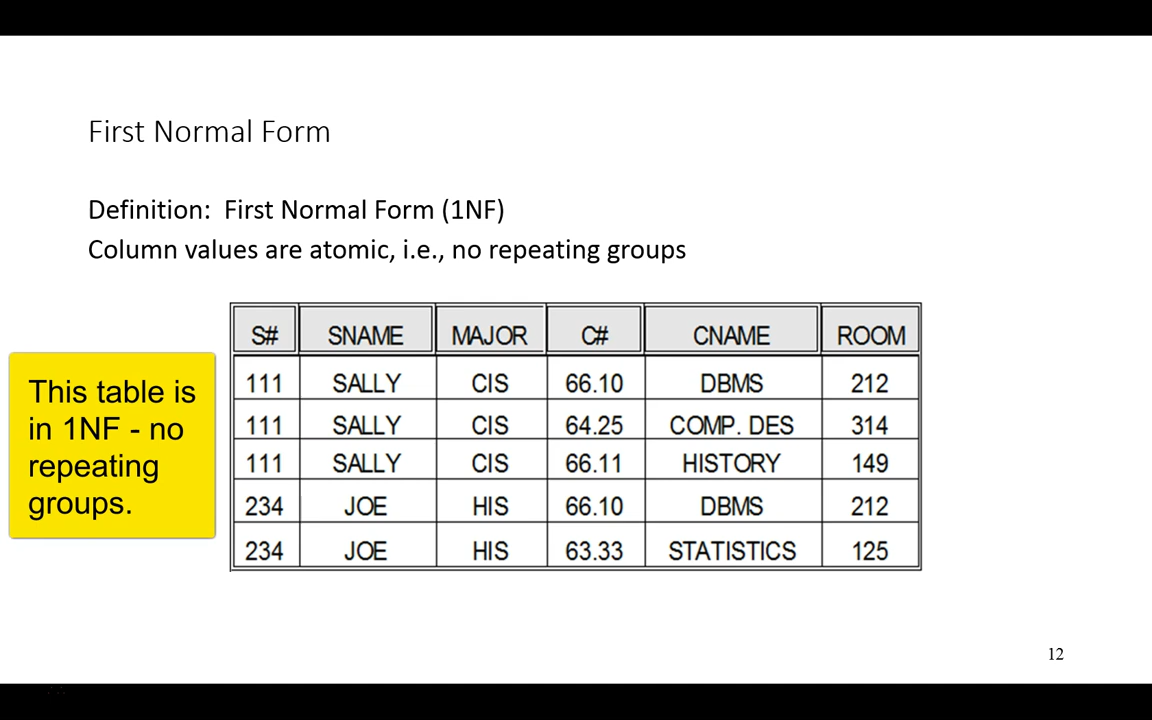 First Normal Form
Definition: First Normal Form (1NF)
Column values are atomic, i.e., no repeating groups
This table is
in 1NF - no
repeating
groups.
S# SNAME MAJOR C# CNAME ROOM
111 SALLY CIS 66.10 DBMS 212
111 SALLY CIS 64.25 COMP. DES 314
111 SALLY CIS 66.11 HISTORY 149
234 JOE HIS 66.10 DBMS 212
234 JOE HIS 63.33 STATISTICS 125
12